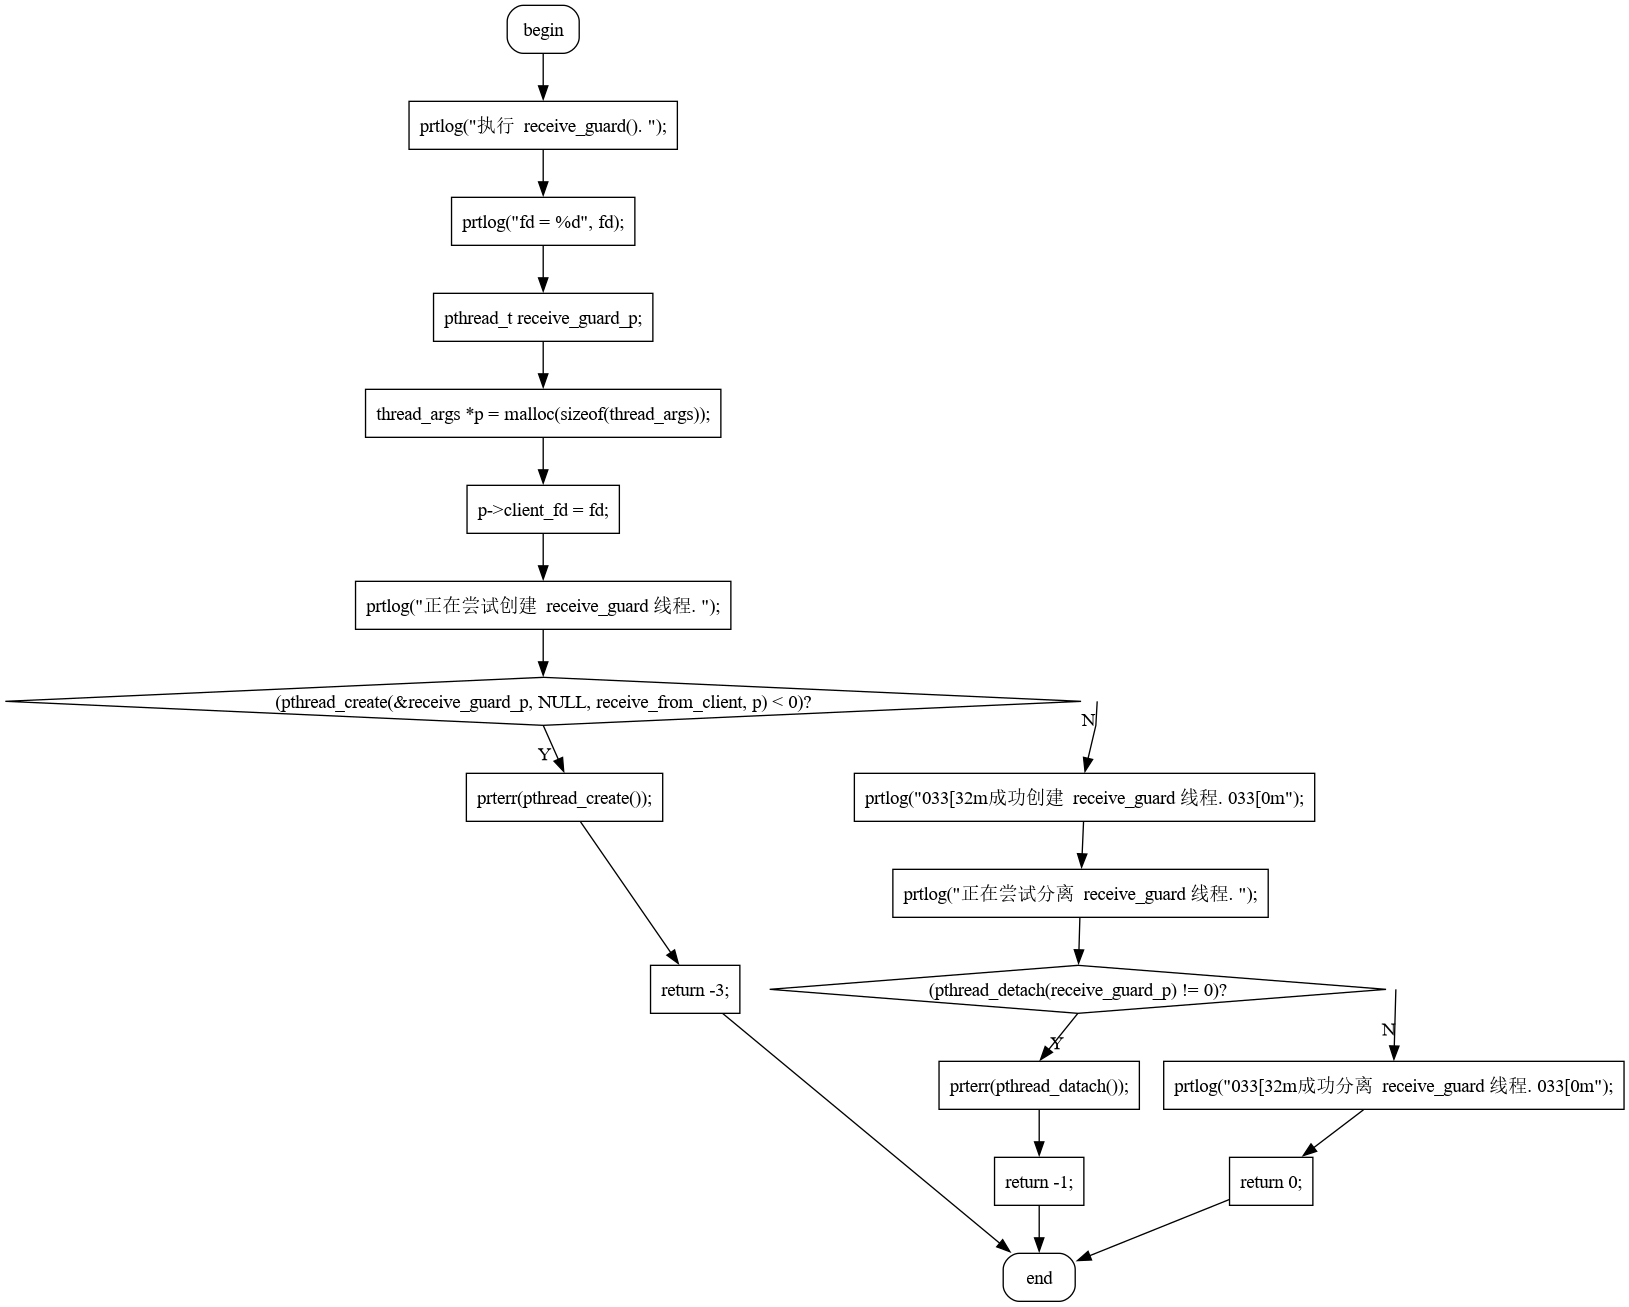 begin
prtlog("执行 receive_guard(). ");
prtlog("fd = %d", fd);
pthread_t receive_guard_p;
thread_args *p = malloc(sizeof(thread_args));
p->client_fd = fd;
prtlog("正在尝试创建 receive_guard 线程. ");
(pthread_create(&receive_guard_p, NULL, receive_from_client, p) < 0)?
N
Y
prterr(pthread_create());
prtlog("033[32m成功创建 receive_guard 线程. 033[0m");
prtlog("正在尝试分离 receive_guard 线程. ");
return -3;
(pthread_detach(receive_guard_p) != 0)?
Y
N
prterr(pthread_datach());
prtlog("033[32m成功分离 receive_guard 线程. 033[0m");
return -1;
return 0;
end